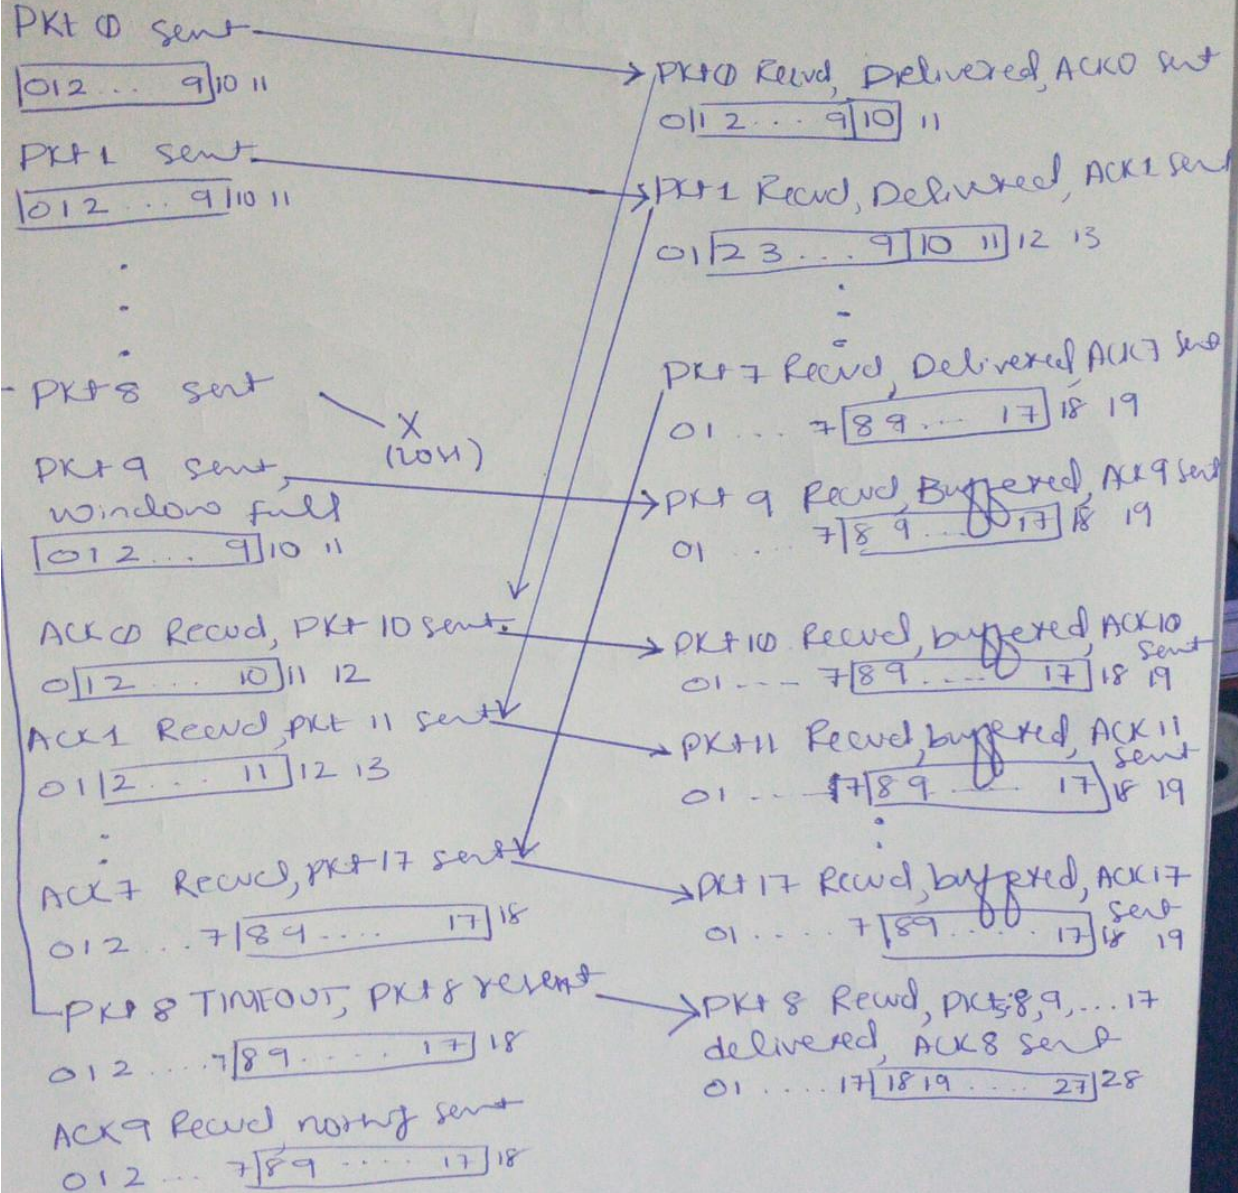 PKt 0 sent
012... 9 10 11
PKt0 Recvd, Delivered, ACK0 sent
0 1 2... 9 10 11
PKt 1 sent
012... 9 10 11
PKt 1 Recvd, Delivered, ACK1 sent
01 2 3... 9 10 11 12 13
PKt 7 Recvd, Delivered ACK7 sent
01 ... 7 8 9.... 17 18 19
PKt 8 sent
X
(lost)
PKt 9 sent,
window full
012... 9 10 11
PKt 9 Recvd, Buffered, ACK9 sent
01 .... 7 8 9... 17 18 19
ACK0 Recvd, PKt 10 sent.
0 12 ... 10 11 12
PKt 10 Recvd, buffered, ACK10
sent
01 --- 7 8 9..... 17 18 19
ACK1 Recvd, PKt 11 sent
01 2... 11 12 13
PKt 11 Recvd, buffered, ACK 11
sent
01 ... 7 8 9 ..... 17 18 19
ACK7 Recvd, PKt 17 sent
012 ...7 8 9.... 17 18
PKt 17 Recvd, buffered, ACK17
sent
01..... 7 89..... 17 18 19
PKt 8 TIMEOUT, PKt 8 resent
012 ....7 89..... 17 18
PKt 8 Recvd, PKts 8,9,...17
delivered, ACK8 sent
01..... 17 18 19..... 27 28
ACK9 Recvd nothing sent
012... 7 89 ..... 17 18